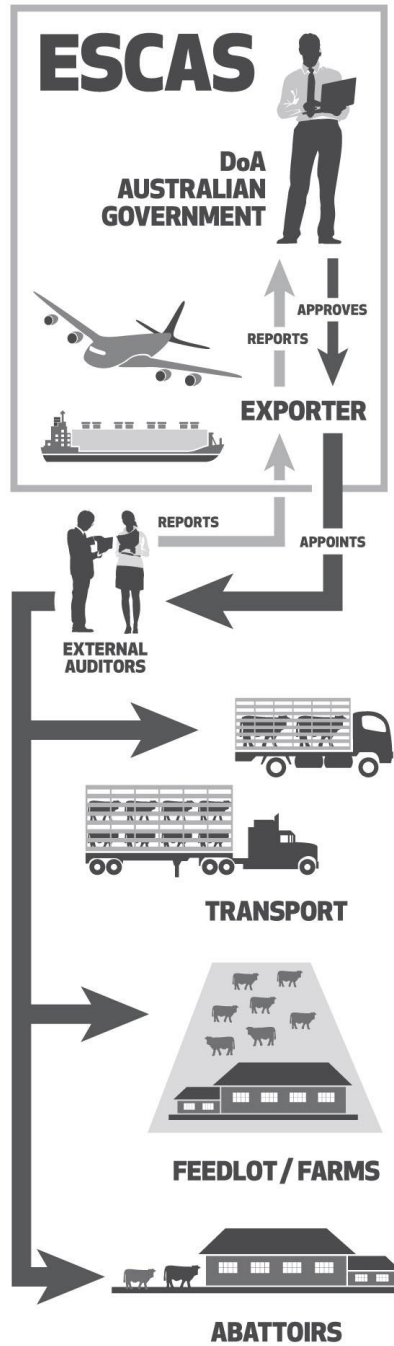 ESCAS
DoA
AUSTRALIAN
GOVERNMENT
APPROVES
REPORTS
EXPORTER
REPORTS
APPOINTS
EXTERNAL
AUDITORS
TRANSPORT
FEEDLOT / FARMS
ABATTOIRS